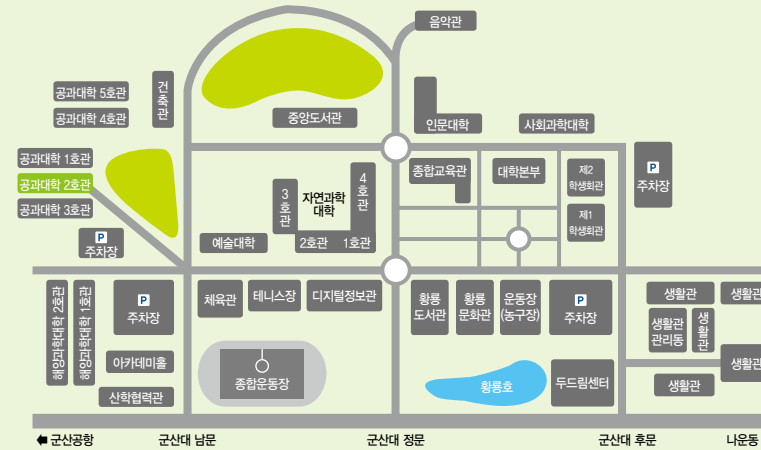 음악관
공과대학 5호관
건축관
공과대학 4호관
중앙도서관
인문대학
사회과학대학
공과대학 1호관
공과대학 2호관
공과대학 3호관
종합교육관
대학본부
제2
학생회관
P
주차장
3호관
자연과학
대학
4호관
제1
학생회관
P
주차장
예술대학
2호관
1호관
해양과학대학 2호관
해양과학대학 1호관
P
주차장
체육관
테니스장
디지털정보관
황룡
도서관
황룡
문화관
운동장
(농구장)
P
주차장
생활관
생활관
생활관
관리동
생활관
아카데미홀
생활관
산학협력관
종합운동장
황룡호
두드림센터
생활관
군산공항
군산대 남문
군산대 정문
군산대 후문
나운동